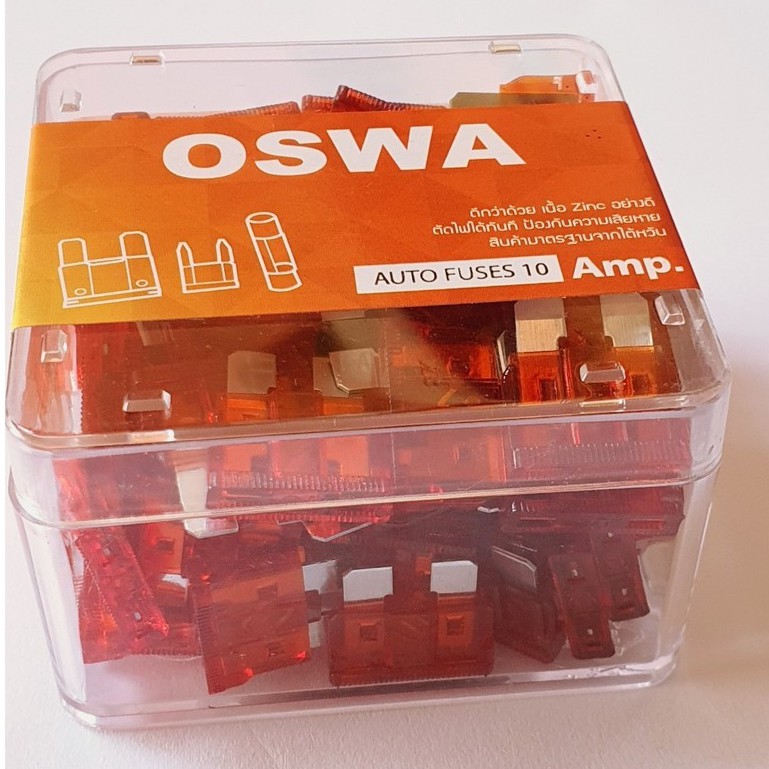 OSWA
ดีกว่าด้วย เนื้อ Zinc อย่างดี
ตัดไฟได้ทันที ป้องกันความเสียหาย
สินค้ามาตรฐานจากไต้หวัน
AUTO FUSES 10 Amp.